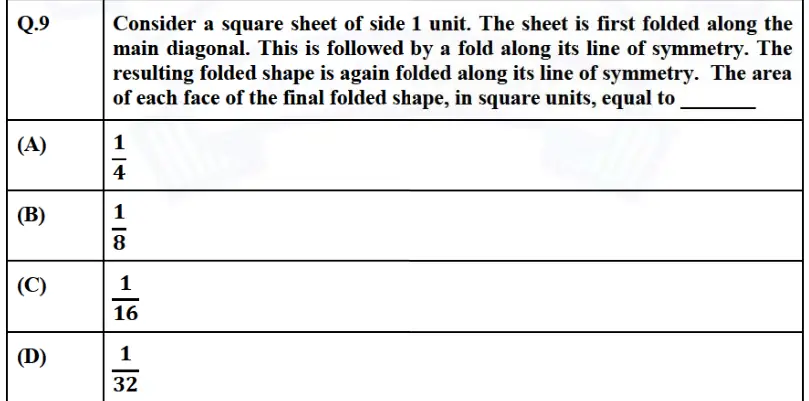 Q.9 Consider a square sheet of side 1 unit. The sheet is first folded along the
main diagonal. This is followed by a fold along its line of symmetry. The
resulting folded shape is again folded along its line of symmetry. The area
of each face of the final folded shape, in square units, equal to _______
(A) 1/4
(B) 1/8
(C) 1/16
(D) 1/32